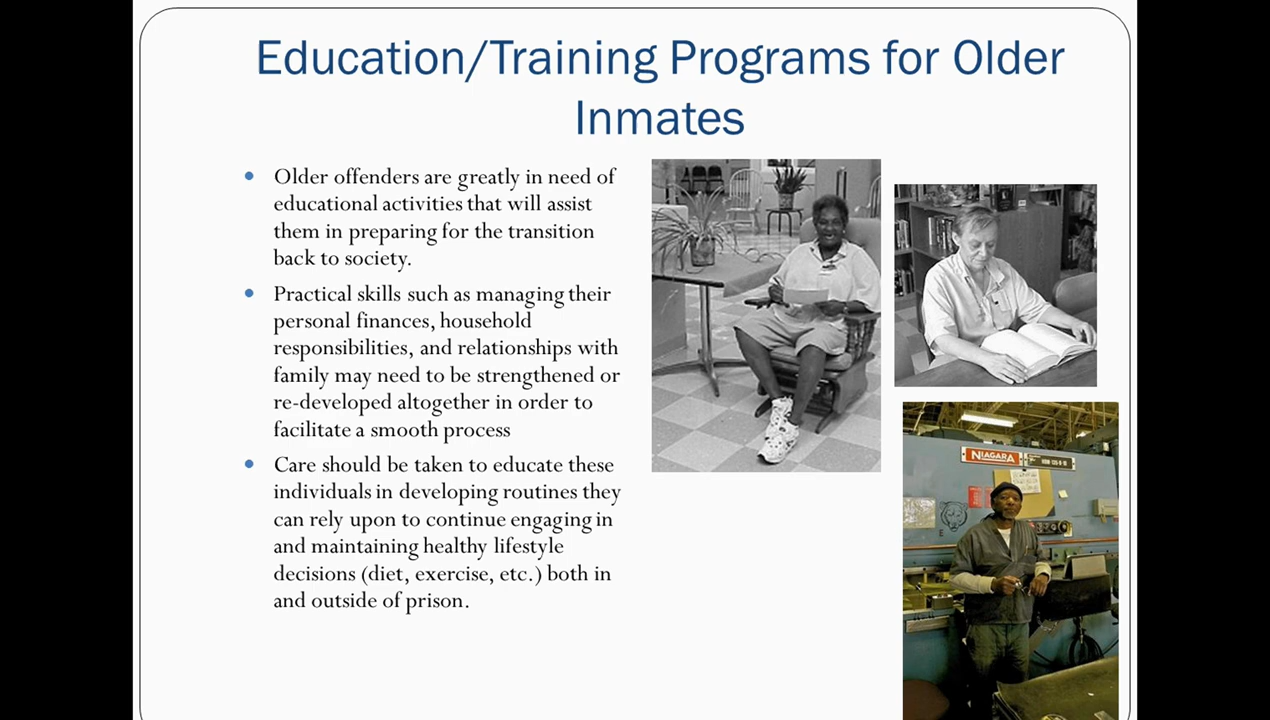 Education/Training Programs for Older
Inmates
• Older offenders are greatly in need of
educational activities that will assist
them in preparing for the transition
back to society.
• Practical skills such as managing their
personal finances, household
responsibilities, and relationships with
family may need to be strengthened or
re-developed altogether in order to
facilitate a smooth process
• Care should be taken to educate these
individuals in developing routines they
can rely upon to continue engaging in
and maintaining healthy lifestyle
decisions (diet, exercise, etc.) both in
and outside of prison.
NIAGARA